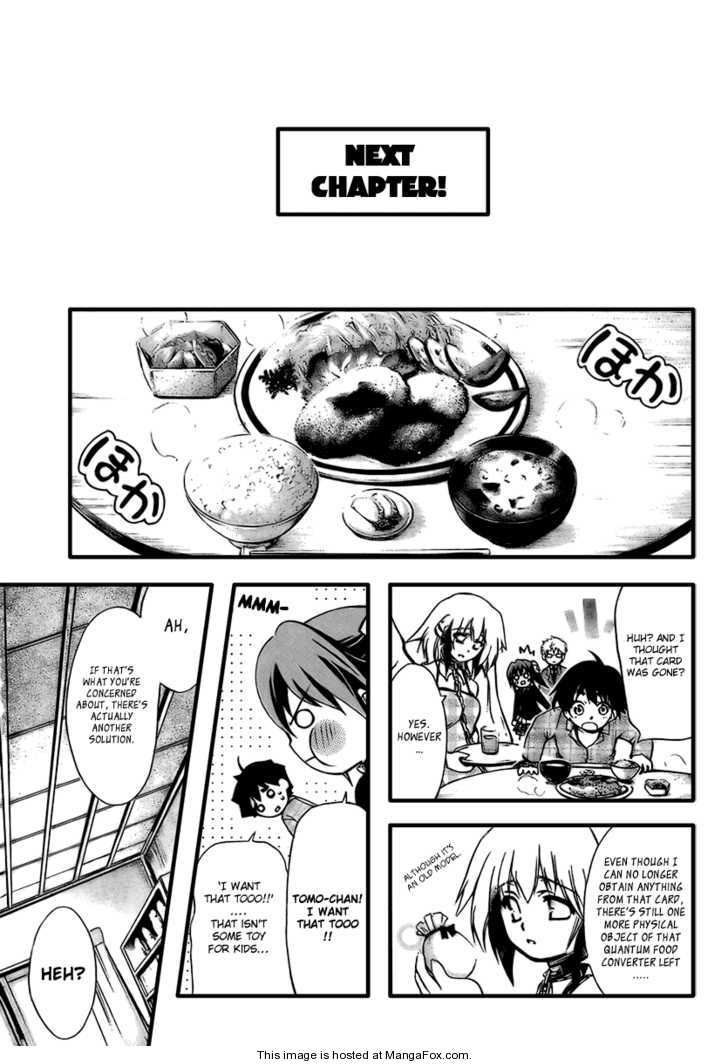 NEXT
CHAPTER!
ほか
ほか
HUH? AND I
THOUGHT
THAT CARD
WAS GONE?
YES.
HOWEVER
...
EVEN THOUGH I
CAN NO LONGER
OBTAIN ANYTHING
FROM THAT CARD,
THERE'S STILL ONE
MORE PHYSICAL
OBJECT OF THAT
QUANTUM FOOD
CONVERTER LEFT
.....
ALTHOUGH IT'S
AN OLD MODEL.
MMM-
TOMO-CHAN!
I WANT
THAT TOOO
!!
'I WANT
THAT TOOO!!'
....
THAT ISN'T
SOME TOY
FOR KIDS...
AH,
IF THAT'S
WHAT YOU'RE
CONCERNED
ABOUT, THERE'S
ACTUALLY
ANOTHER
SOLUTION.
HEH?
This image is hosted at MangaFox.com.